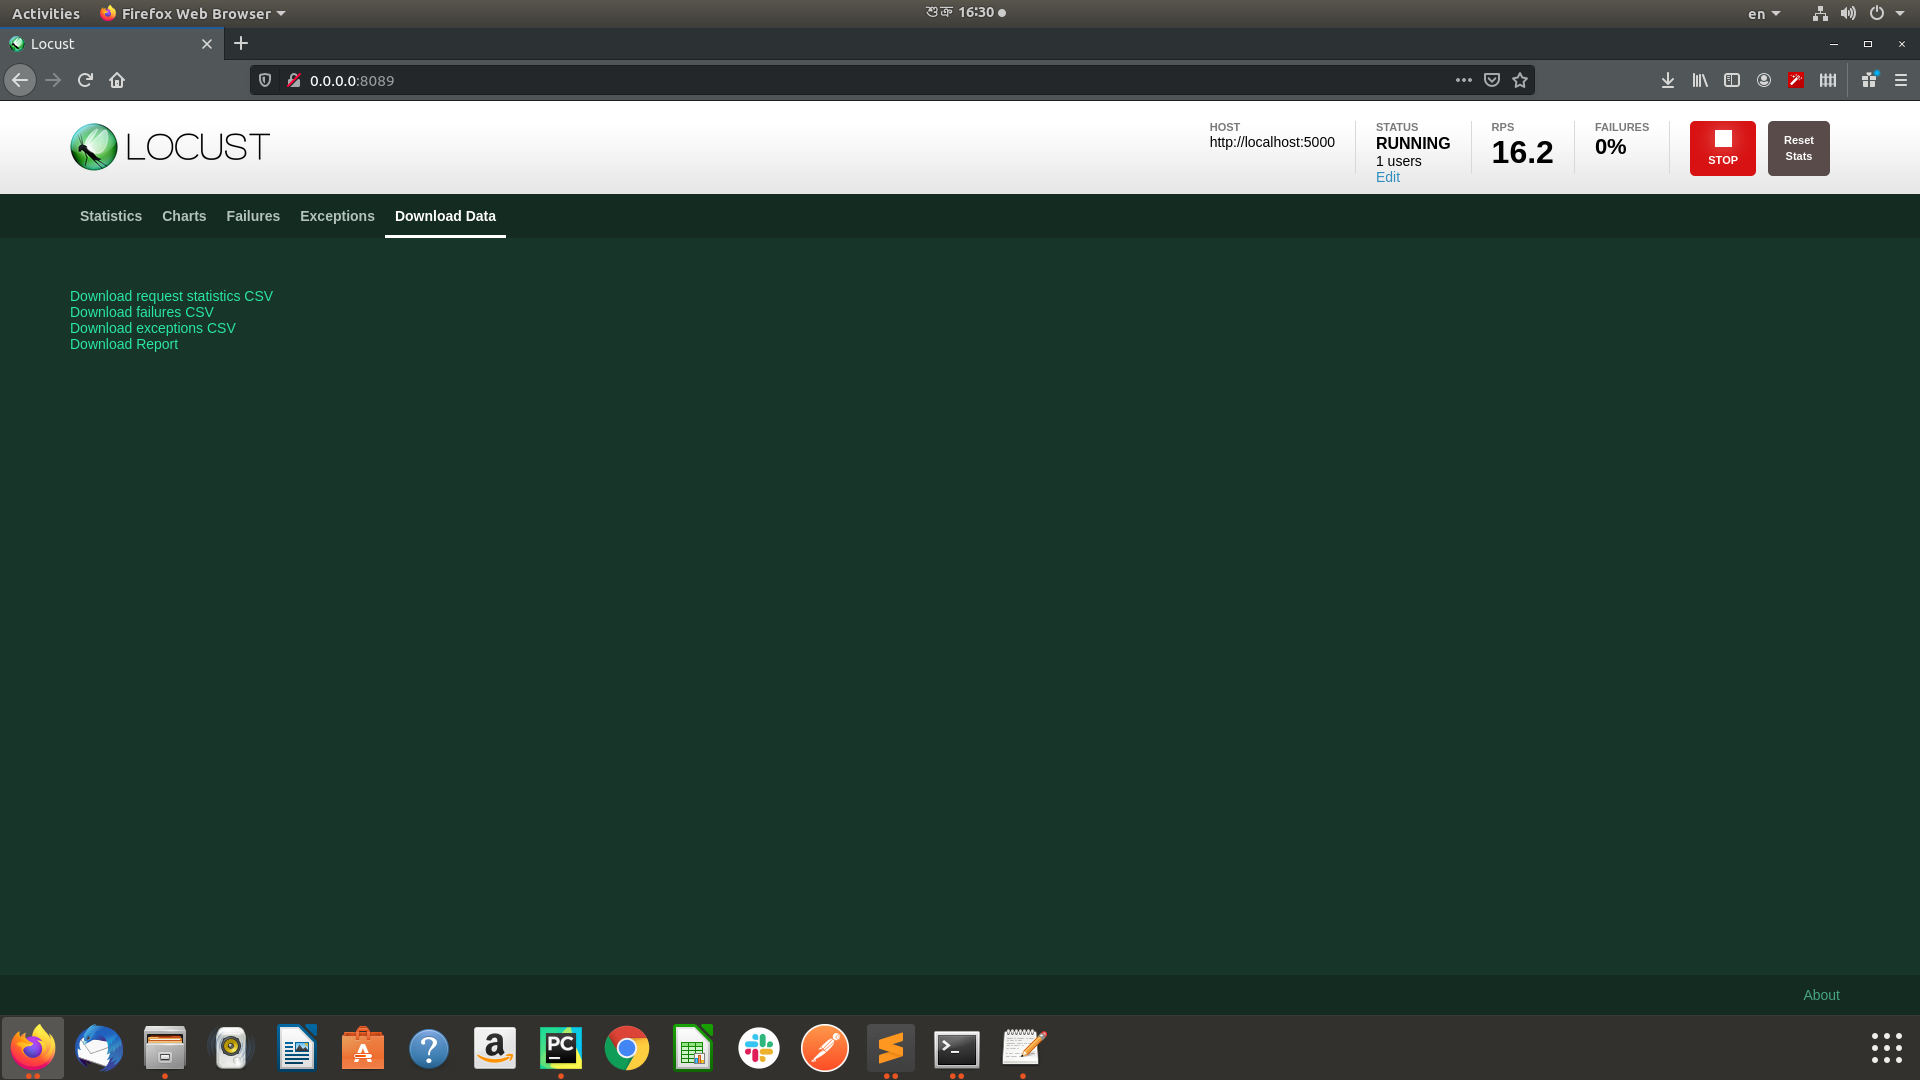 Activities Firefox Web Browser শুক্র 16:30 en
Locust
0.0.0.0:8089
LOCUST
HOST
http://localhost:5000
STATUS
RUNNING
1 users
Edit
RPS
16.2
FAILURES
0%
STOP
Reset
Stats
Statistics Charts Failures Exceptions Download Data
Download request statistics CSV
Download failures CSV
Download exceptions CSV
Download Report
About
PC